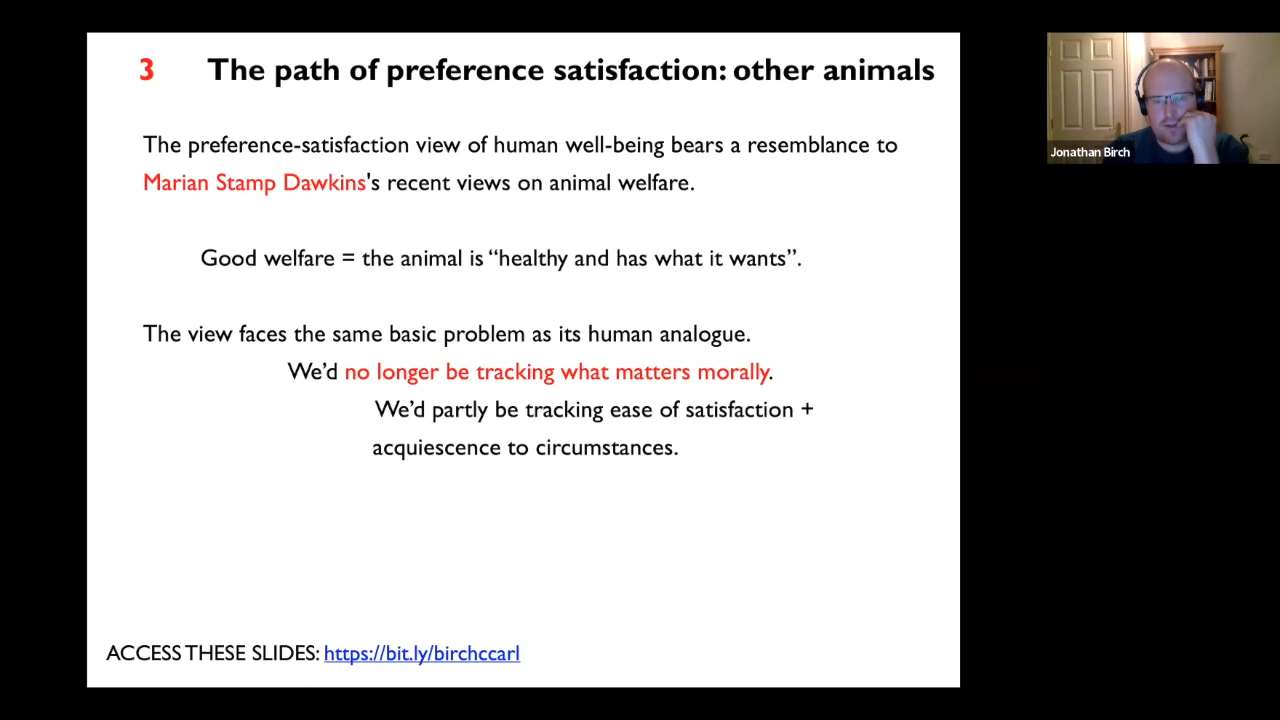 3 The path of preference satisfaction: other animals
The preference-satisfaction view of human well-being bears a resemblance to
Marian Stamp Dawkins's recent views on animal welfare.
Good welfare = the animal is “healthy and has what it wants”.
The view faces the same basic problem as its human analogue.
We’d no longer be tracking what matters morally.
We’d partly be tracking ease of satisfaction +
acquiescence to circumstances.
ACCESS THESE SLIDES: https://bit.ly/birchccarl
Jonathan Birch